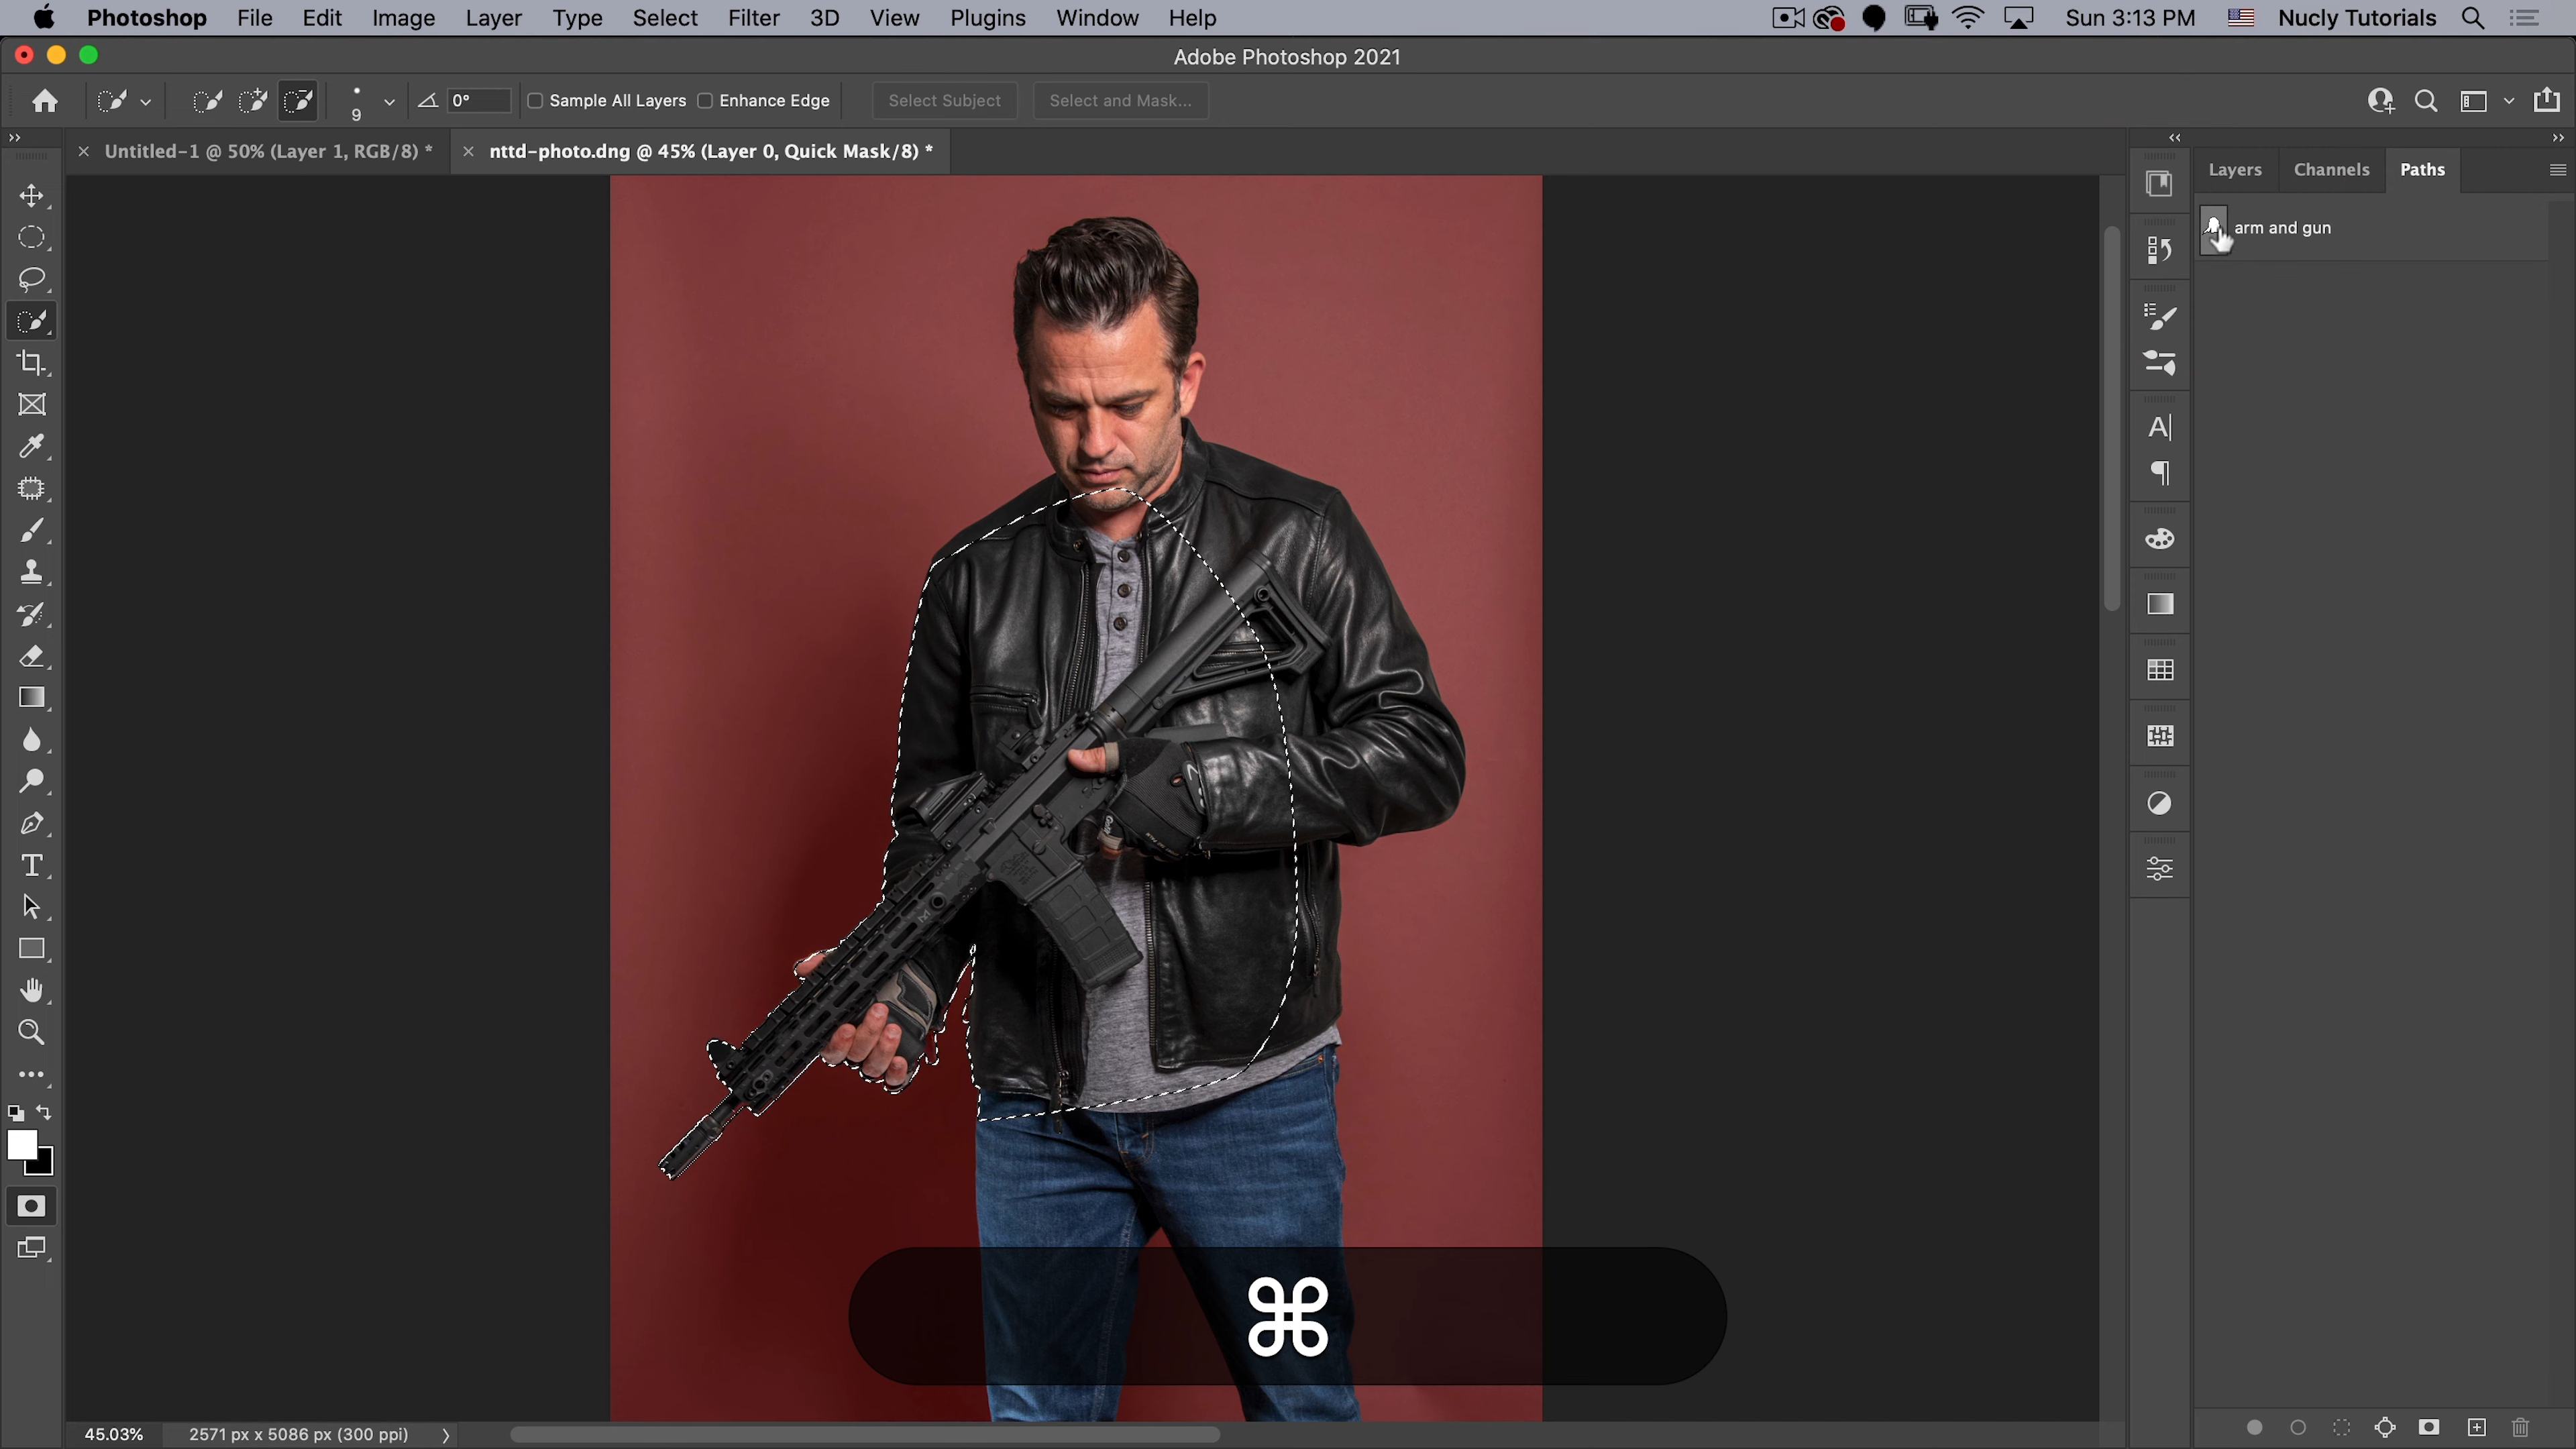 Photoshop File Edit Image Layer Type Select Filter 3D View Plugins Window Help Sun 3:13 PM Nucly Tutorials
Adobe Photoshop 2021
9 0° Sample All Layers Enhance Edge Select Subject Select and Mask...
Untitled-1 @ 50% (Layer 1, RGB/8) * nttd-photo.dng @ 45% (Layer 0, Quick Mask/8) *
Layers Channels Paths
arm and gun
⌘
45.03% 2571 px x 5086 px (300 ppi)